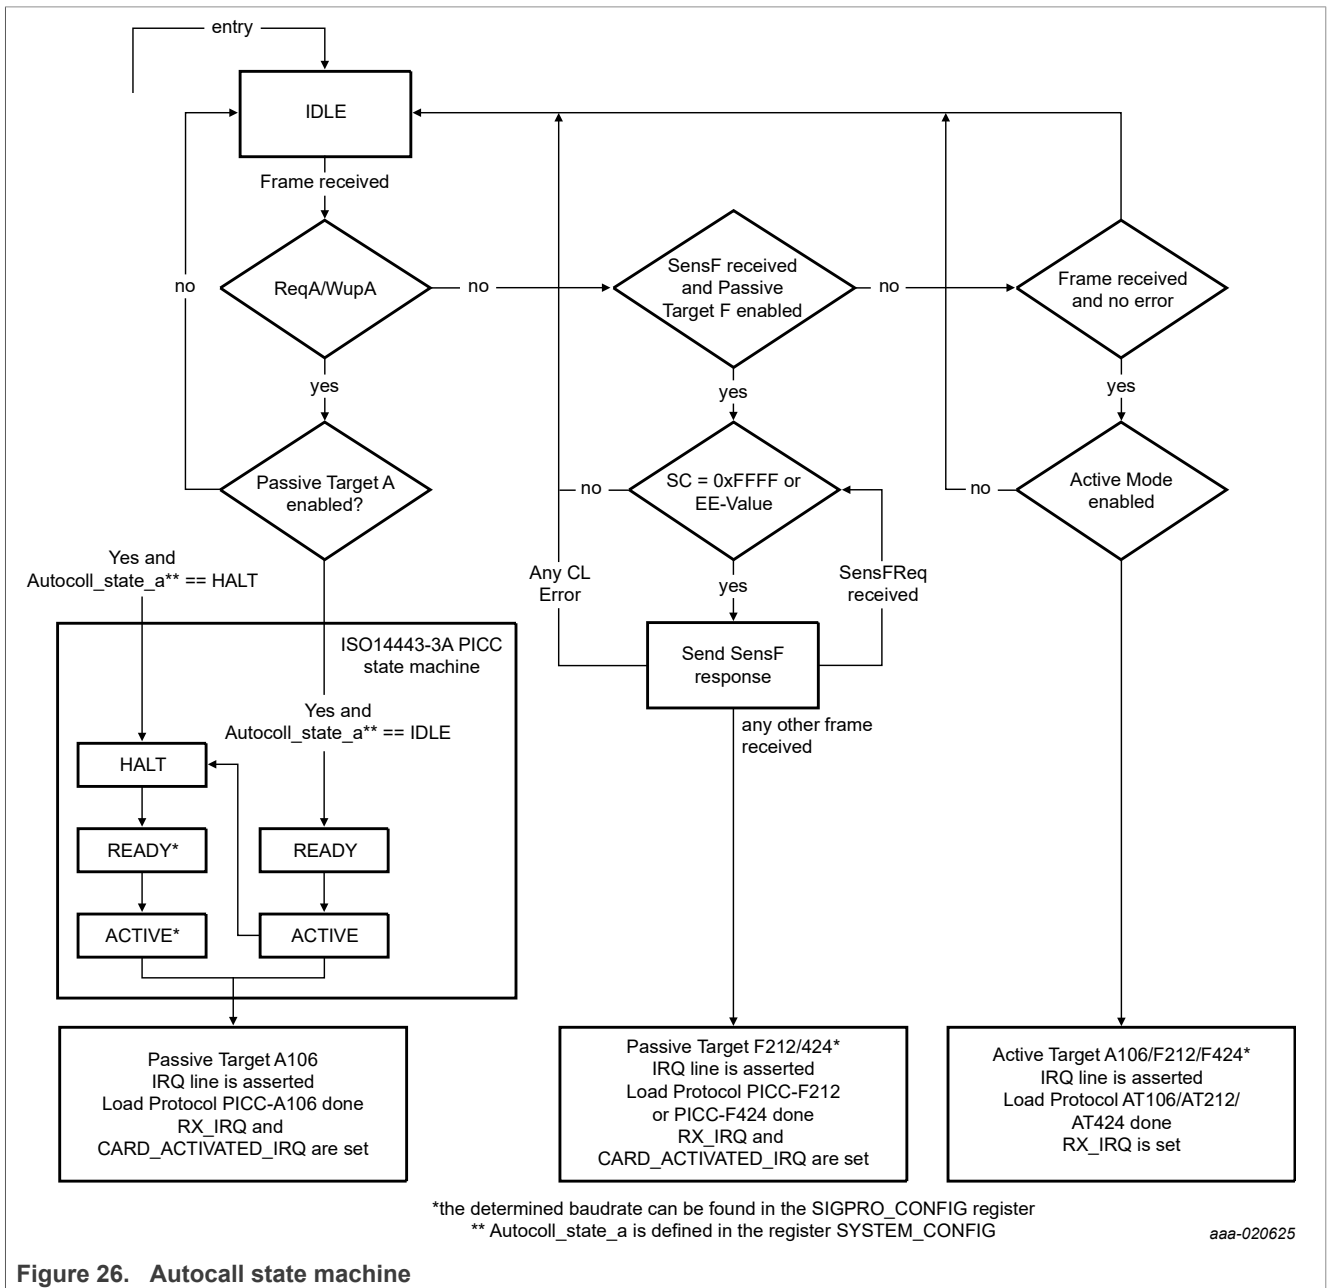 entry
IDLE
Frame received
ReqA/WupA
no
no
SensF received
and Passive
Target F enabled
no
Frame received
and no error
yes
yes
yes
Passive Target A
enabled?
no
SC = 0xFFFF or
EE-Value
no
Active Mode
enabled
Yes and
Autocoll_state_a** == HALT
Any CL
Error
yes
SensFReq
received
ISO14443-3A PICC
state machine
Send SensF
response
Yes and
Autocoll_state_a** == IDLE
any other frame
received
HALT
READY*
READY
ACTIVE*
ACTIVE
Passive Target A106
IRQ line is asserted
Load Protocol PICC-A106 done
RX_IRQ and
CARD_ACTIVATED_IRQ are set
Passive Target F212/424*
IRQ line is asserted
Load Protocol PICC-F212
or PICC-F424 done
RX_IRQ and
CARD_ACTIVATED_IRQ are set
Active Target A106/F212/F424*
IRQ line is asserted
Load Protocol AT106/AT212/
AT424 done
RX_IRQ is set
*the determined baudrate can be found in the SIGPRO_CONFIG register
** Autocoll_state_a is defined in the register SYSTEM_CONFIG
aaa-020625
Figure 26. Autocall state machine